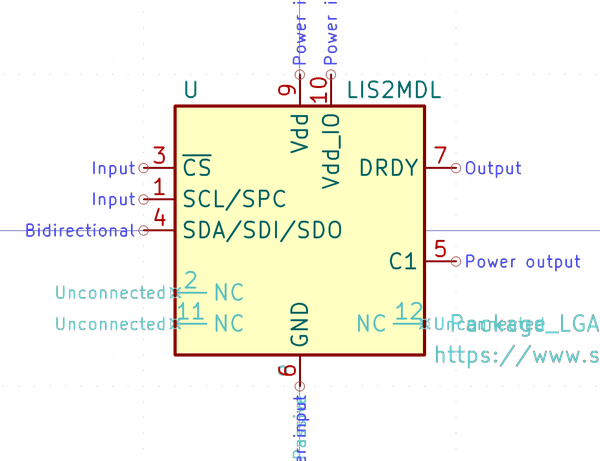 Power i
Power i
9
10
U
LIS2MDL
Vdd
Vdd_IO
Input
3
CS
DRDY
7
Output
Input
1
SCL/SPC
Bidirectional
4
SDA/SDI/SDO
C1
5
Power output
Unconnected
2
NC
Unconnected
11
NC
NC
12
Unconnected
Package_LGA
https://www.s
GND
6
er input
Passive